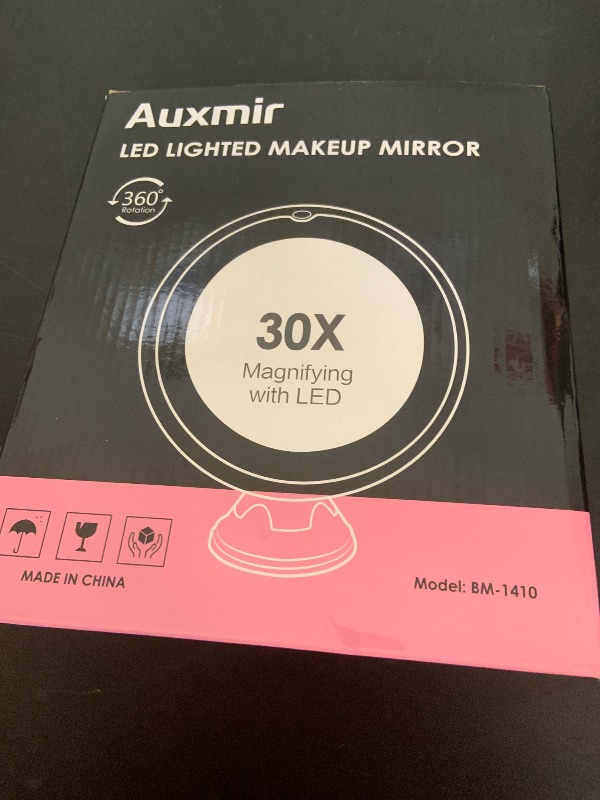 Auxmir
LED LIGHTED MAKEUP MIRROR
360°
Rotation
30X
Magnifying
with LED
MADE IN CHINA
Model: BM-1410